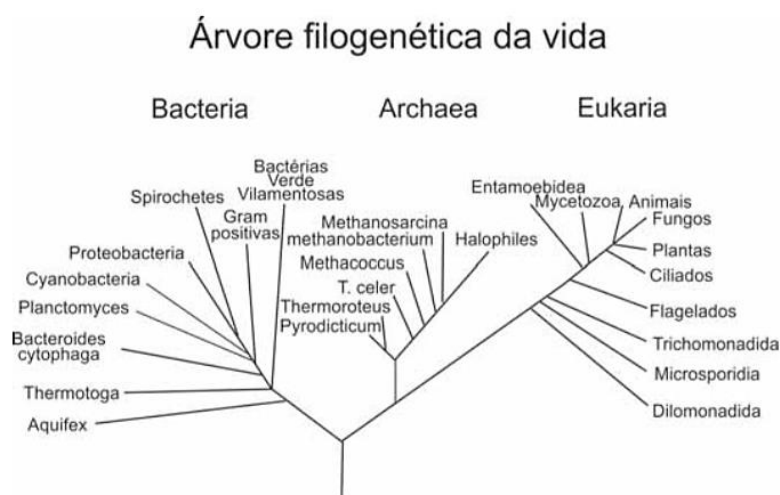 Árvore filogenética da vida
Bacteria
Archaea
Eukaria
Bactérias
Verde
Vilamentosas
Spirochetes
Gram
positivas
Proteobacteria
Cyanobacteria
Planctomyces
Bacteroides
cytophaga
Thermotoga
Aquifex
Methanosarcina
methanobacterium
Halophiles
Methacoccus
T. celer
Thermoroteus
Pyrodicticum
Entamoebidea
Mycetozoa
Animais
Fungos
Plantas
Ciliados
Flagelados
Trichomonadida
Microsporidia
Dilomonadida